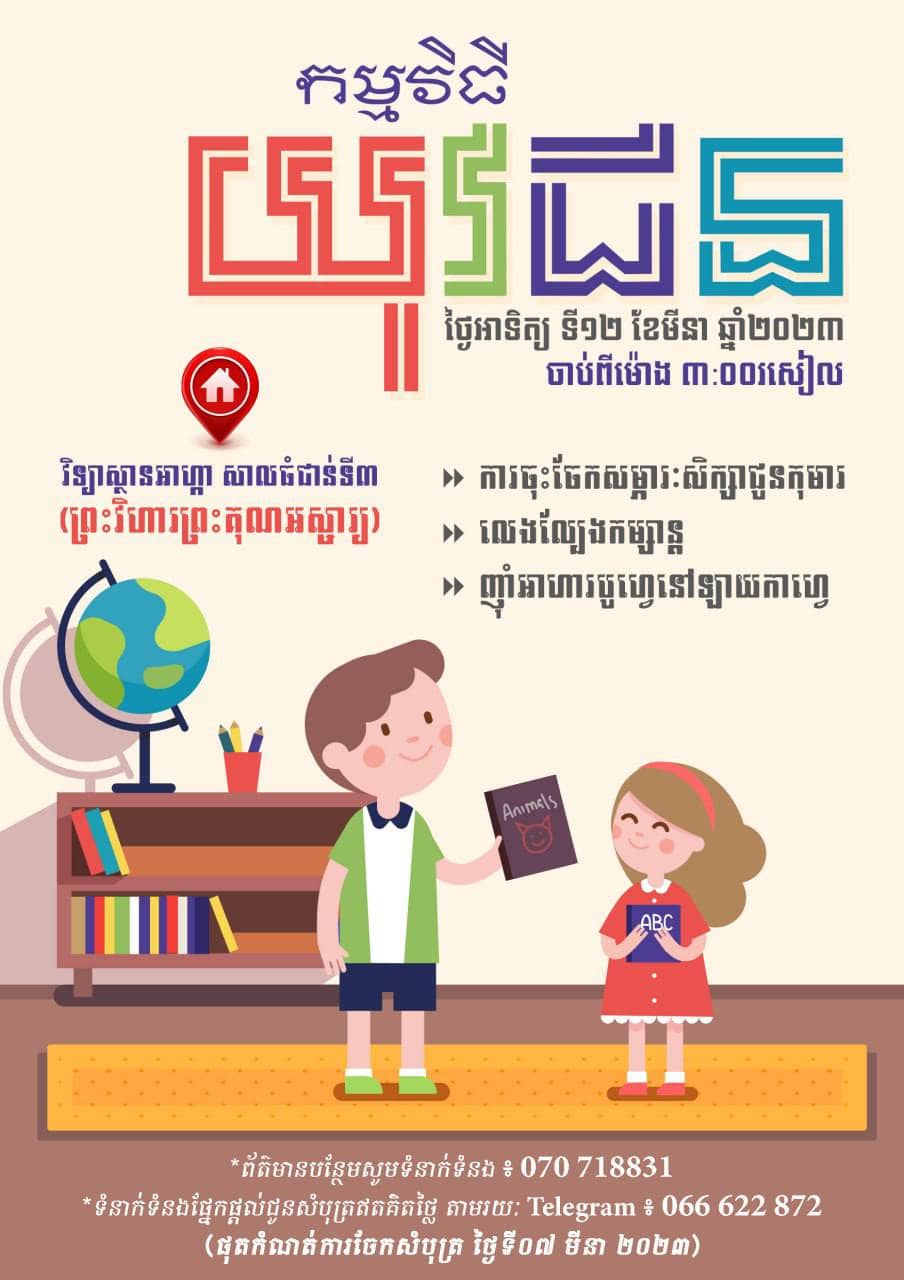 កម្មវិធី
យុវជន
ថ្ងៃអាទិត្យ ទី១២ ខែមីនា ឆ្នាំ២០២៣
ចាប់ពីម៉ោង ៣:០០រសៀល
វិទ្យាស្ថានអាហ្គា សាលធំជាន់ទី៣
(ព្រះវិហារព្រះគុណអស្ចារ្យ)
ការចុះចែកសម្ភារៈសិក្សាជូនកុមារ
លេងល្បែងកម្សាន្ត
ញ៉ាំអាហារបូហ្វេនៅឡាយកាហ្វេ
Animals
ABC
*ព័ត៌មានបន្ថែមសូមទំនាក់ទំនង ៖ 070 718831
*ទំនាក់ទំនងផ្នែកផ្តល់ជូនសំបុត្រឥតគិតថ្លៃ តាមរយៈ Telegram ៖ 066 622 872
(ផុតកំណត់ការចែកសំបុត្រ ថ្ងៃទី០៧ មីនា ២០២៣)